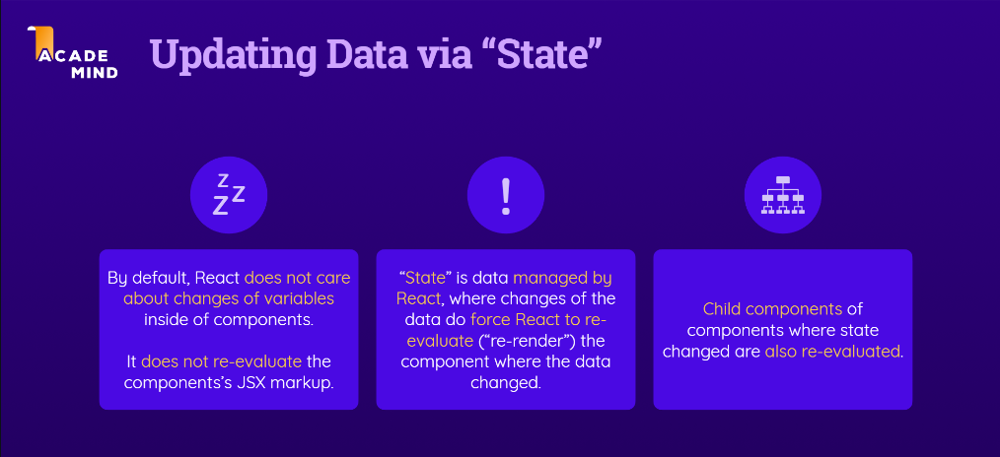 ACADE
MIND
Updating Data via “State”
z
z
z
!
By default, React does not care
about changes of variables
inside of components.
It does not re-evaluate the
components’s JSX markup.
“State” is data managed by
React, where changes of the
data do force React to re-
evaluate (“re-render”) the
component where the data
changed.
Child components of
components where state
changed are also re-evaluated.